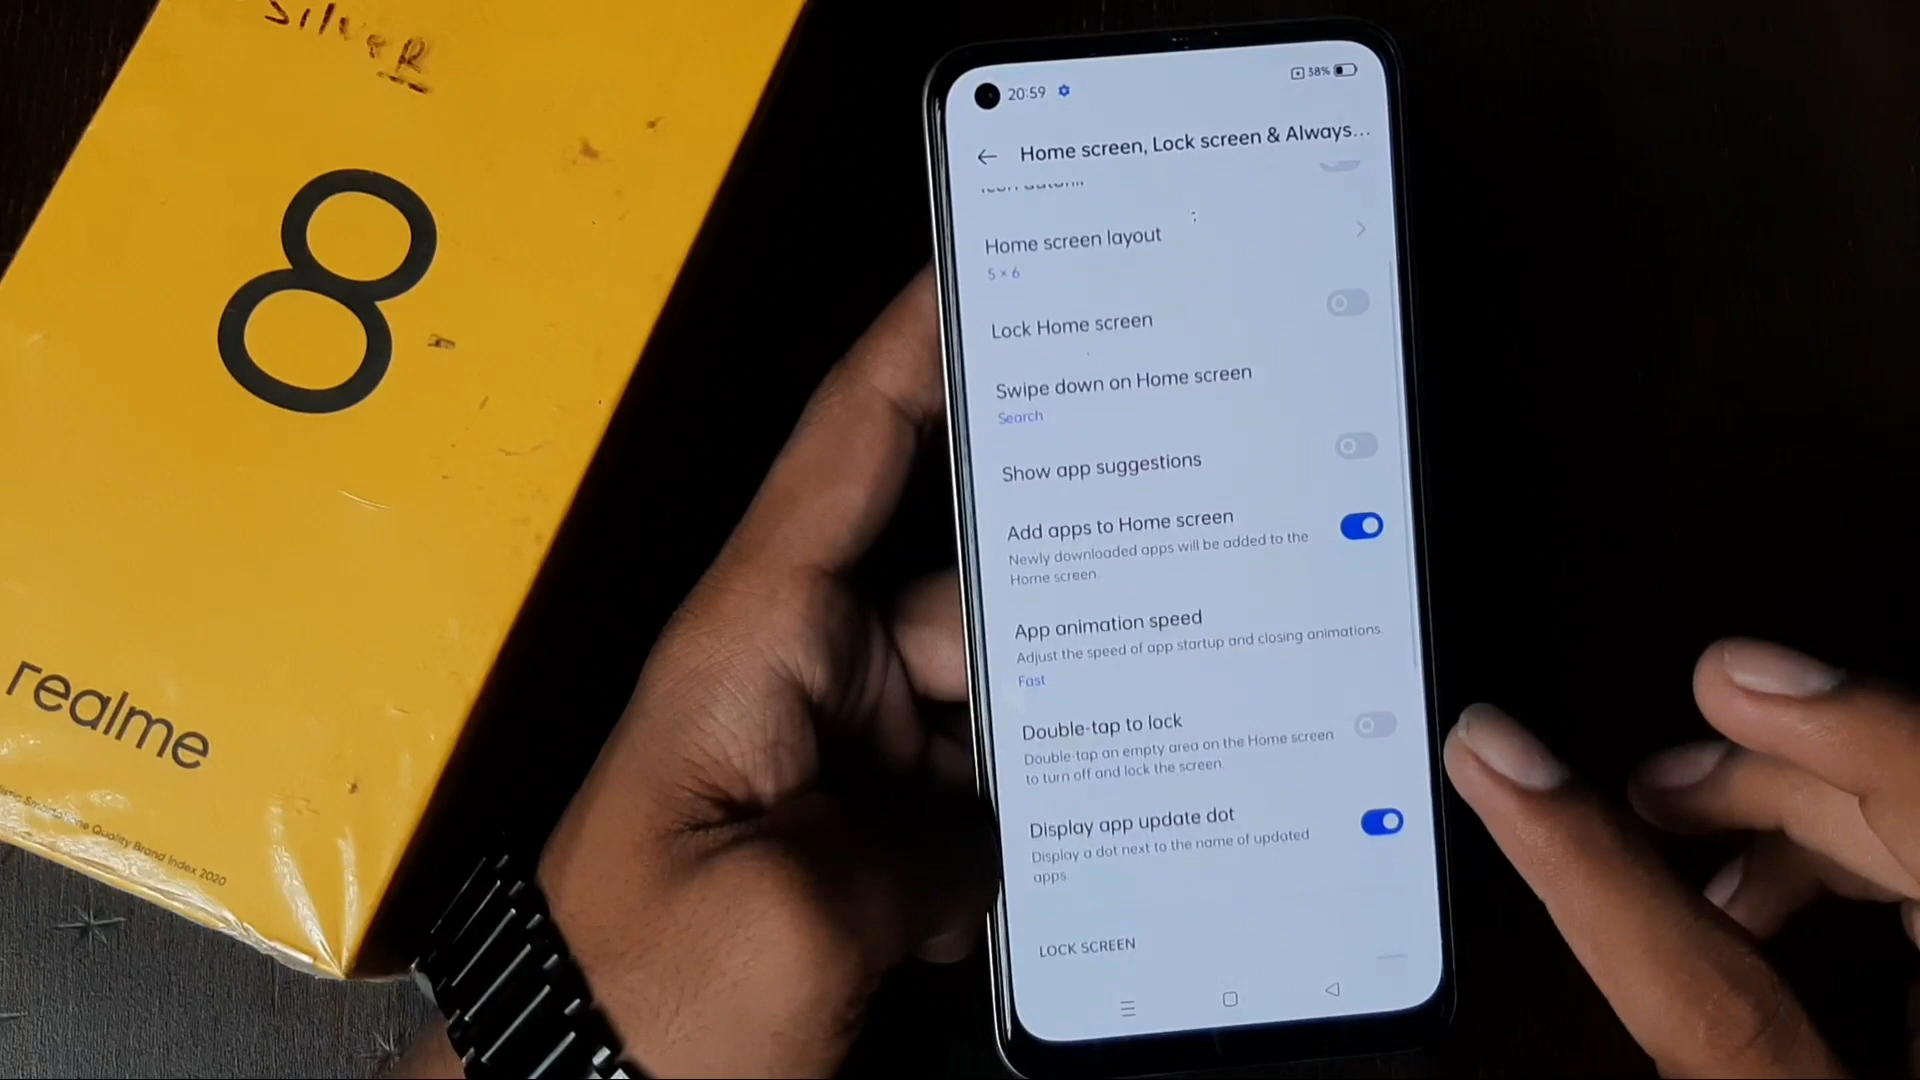 SilveR
8
realme
Quality Brand Index 2020
20:59
38%
Home screen, Lock screen & Always...
Home screen layout
5 × 6
Lock Home screen
Swipe down on Home screen
Search
Show app suggestions
Add apps to Home screen
Newly downloaded apps will be added to the
Home screen.
App animation speed
Adjust the speed of app startup and closing animations.
Fast
Double-tap to lock
Double-tap an empty area on the Home screen
to turn off and lock the screen.
Display app update dot
Display a dot next to the name of updated
apps
LOCK SCREEN